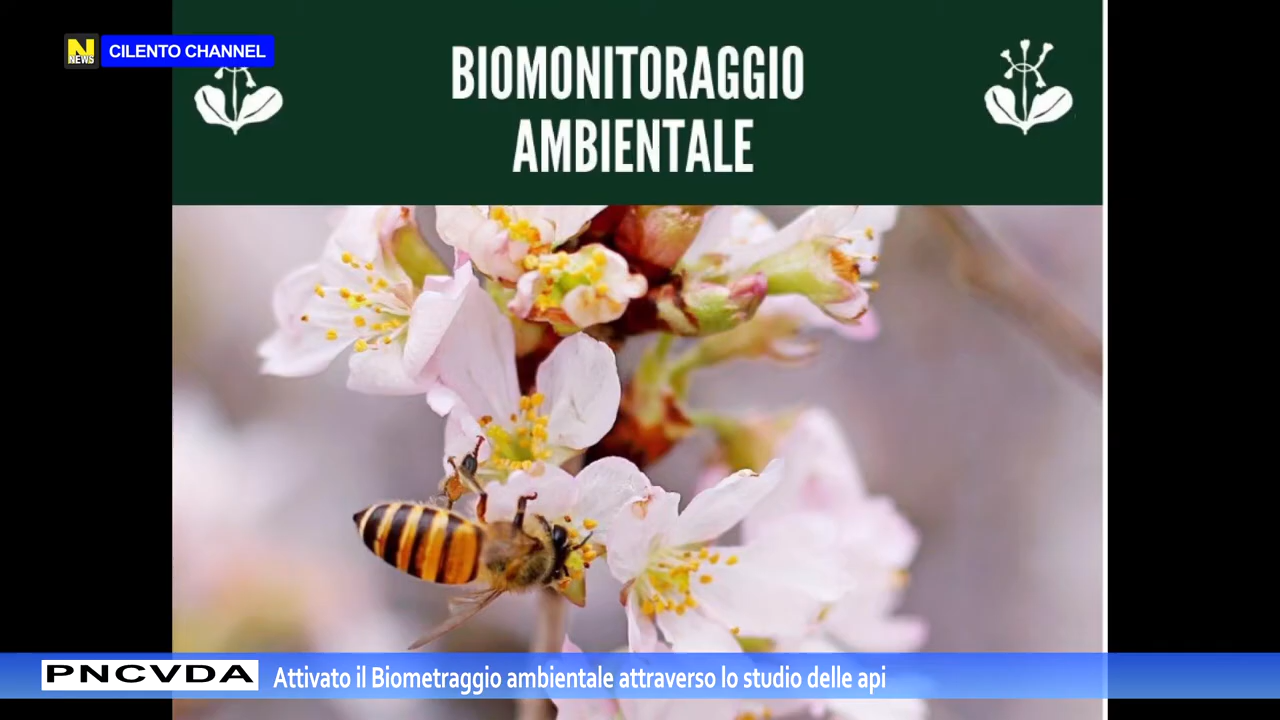 N
NEWS
CILENTO CHANNEL
BIOMONITORAGGIO
AMBIENTALE
PNCVDA
Attivato il Biometraggio ambientale attraverso lo studio delle api